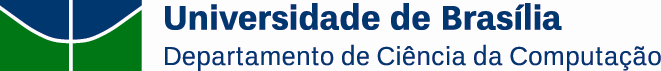 Universidade de Brasília
Departamento de Ciência da Computação